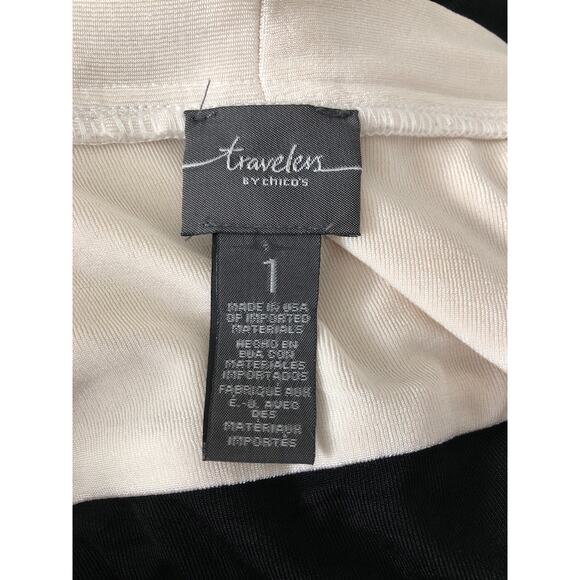 travelers
BY CHICO'S
1
MADE IN USA
OF IMPORTED
MATERIALS
HECHO EN
EUA CON
MATERIALES
IMPORTADOS
FABRIQUÉ AUX
É.-U. AVEC
DES
MATÉRIAUX
IMPORTÉS